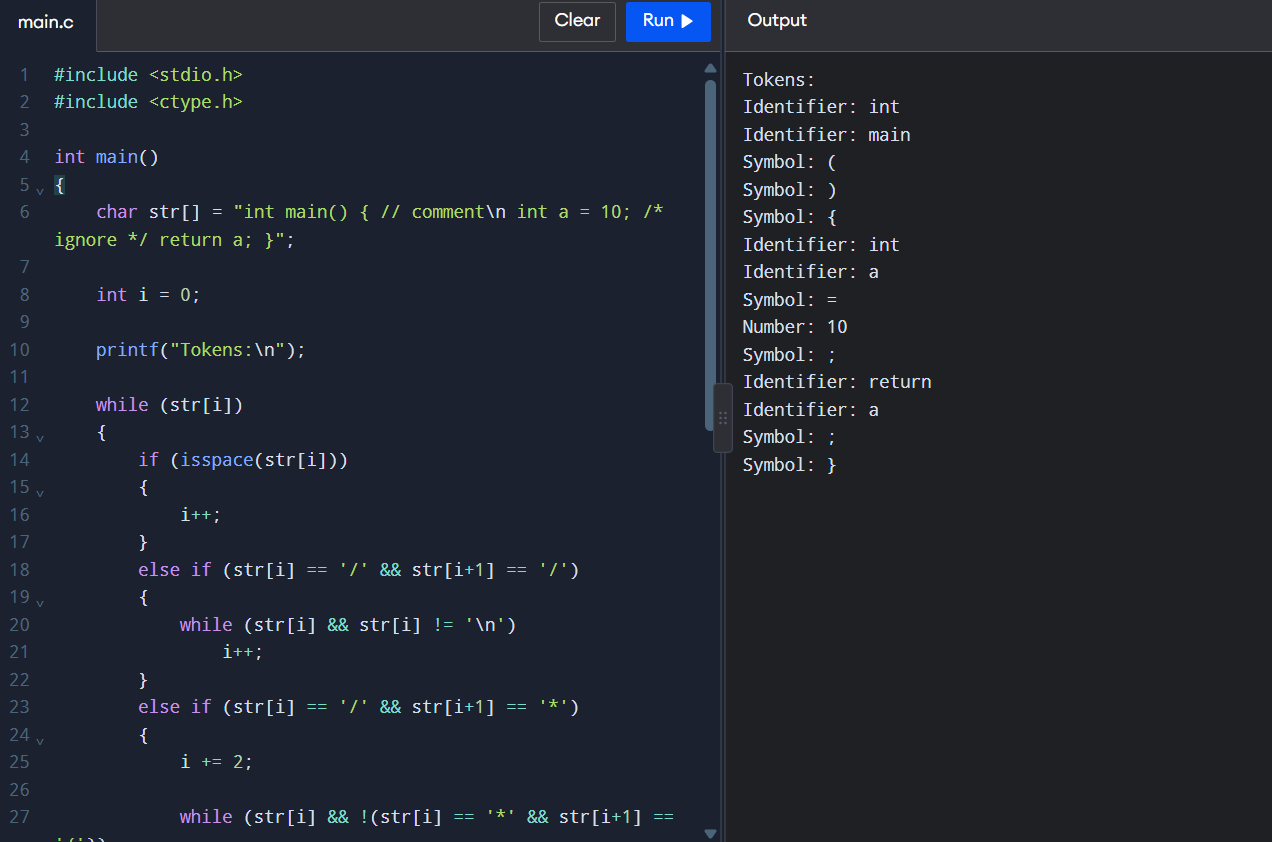 main.c
Clear
Run
Output
1 #include <stdio.h>
2 #include <ctype.h>
3
4 int main()
5 {
6     char str[] = "int main() { // comment\n int a = 10; /*
ignore */ return a; }";
7
8     int i = 0;
9
10     printf("Tokens:\n");
11
12     while (str[i])
13     {
14         if (isspace(str[i]))
15         {
16             i++;
17         }
18         else if (str[i] == '/' && str[i+1] == '/')
19         {
20             while (str[i] && str[i] != '\n')
21                 i++;
22         }
23         else if (str[i] == '/' && str[i+1] == '*')
24         {
25             i += 2;
26
27             while (str[i] && !(str[i] == '*' && str[i+1] ==
Tokens:
Identifier: int
Identifier: main
Symbol: (
Symbol: )
Symbol: {
Identifier: int
Identifier: a
Symbol: =
Number: 10
Symbol: ;
Identifier: return
Identifier: a
Symbol: ;
Symbol: }